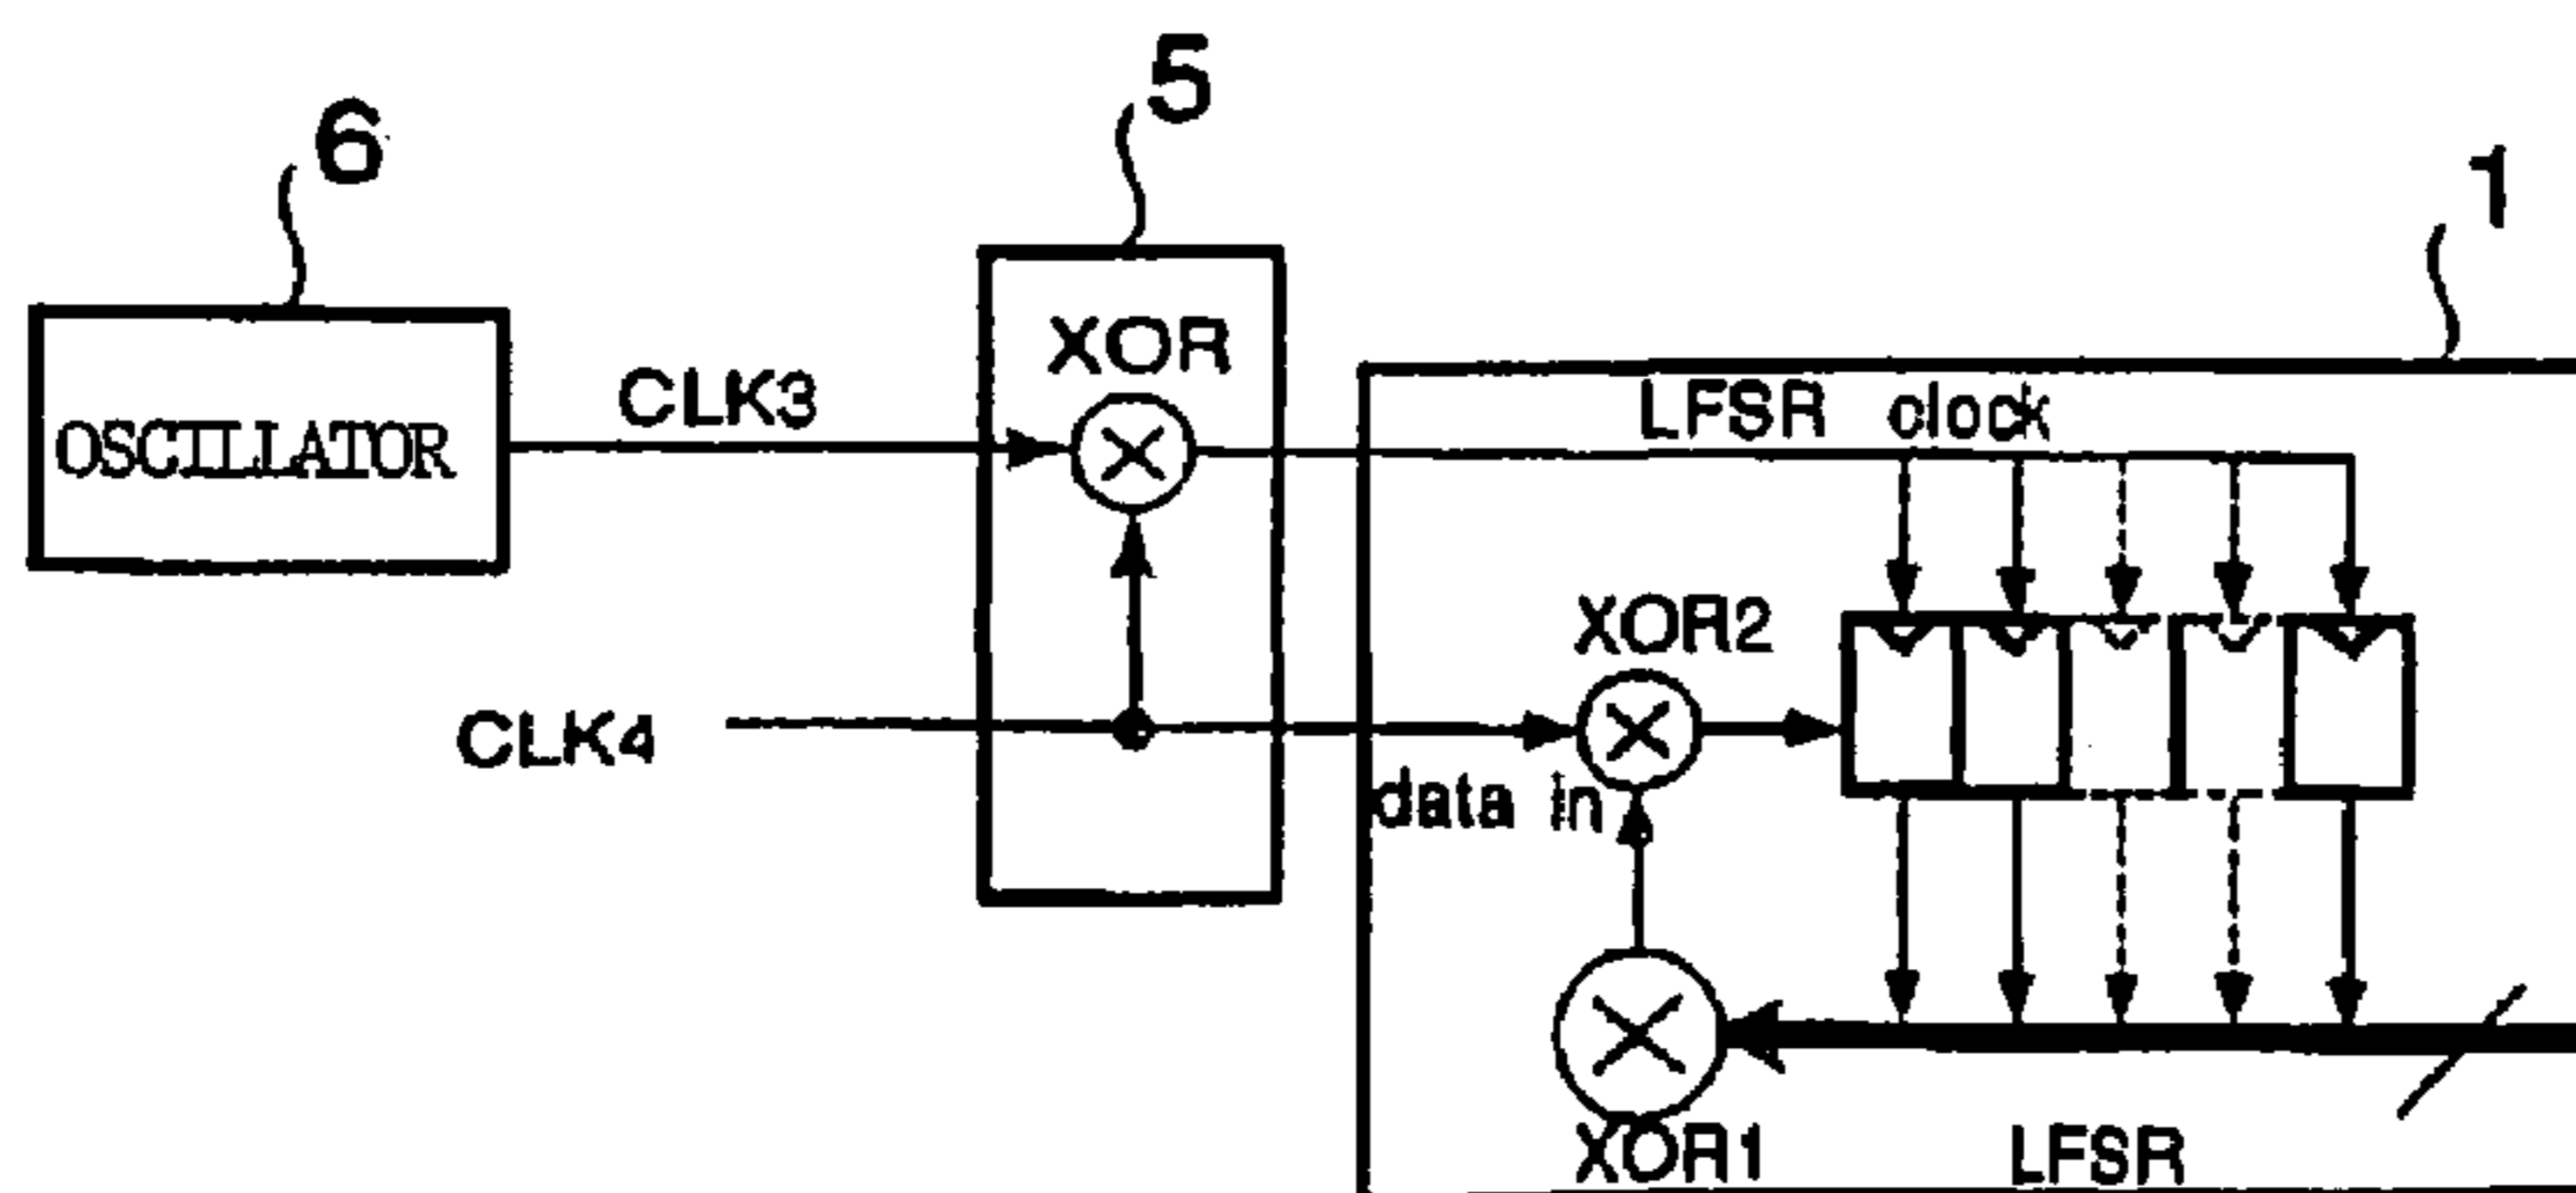 5
6
1
XOR
CLK3
LFSR clock
OSCILLATOR
XOR2
CLK4
data in
XOR1
LFSR